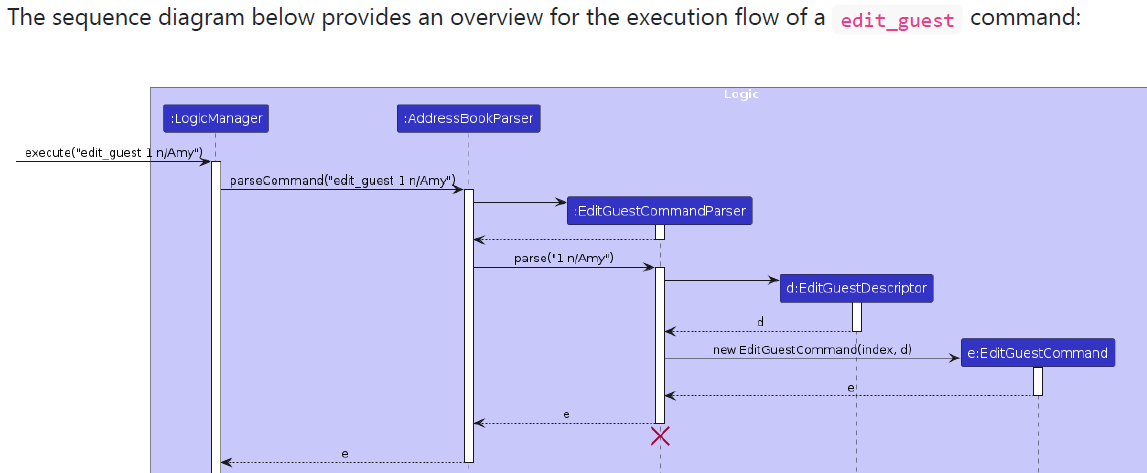 The sequence diagram below provides an overview for the execution flow of a edit_guest command:
Logic
:LogicManager
:AddressBookParser
execute("edit_guest 1 n/Amy")
parseCommand("edit_guest 1 n/Amy")
:EditGuestCommandParser
parse("1 n/Amy")
d:EditGuestDescriptor
d
new EditGuestCommand(index, d)
e:EditGuestCommand
e
e
e